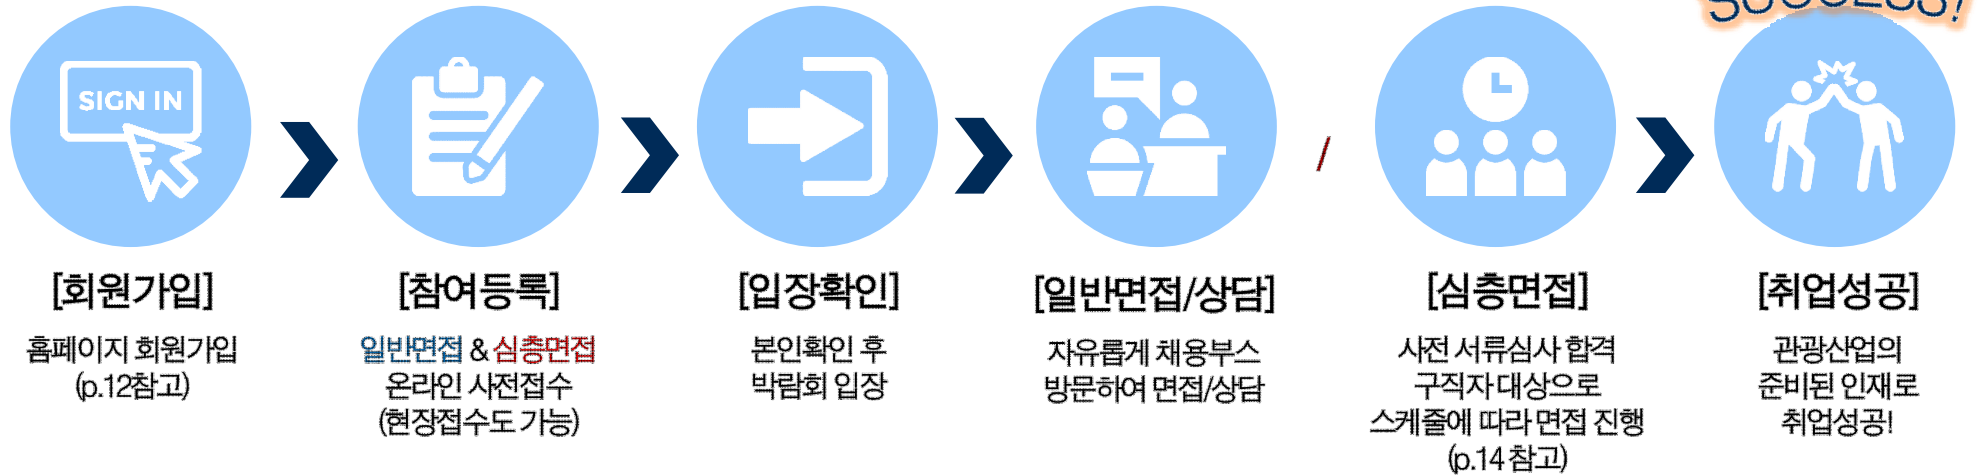 SUCCESS!
SIGN IN
/
[회원가입]
홈페이지 회원가입
(p.12참고)
[참여등록]
일반면접 & 심층면접
온라인 사전접수
(현장접수도 가능)
[입장확인]
본인확인 후
박람회 입장
[일반면접/상담]
자유롭게 채용부스
방문하여 면접/상담
[심층면접]
사전 서류심사 합격
구직자 대상으로
스케줄에 따라 면접 진행
(p.14 참고)
[취업성공]
관광산업의
준비된 인재로
취업성공!